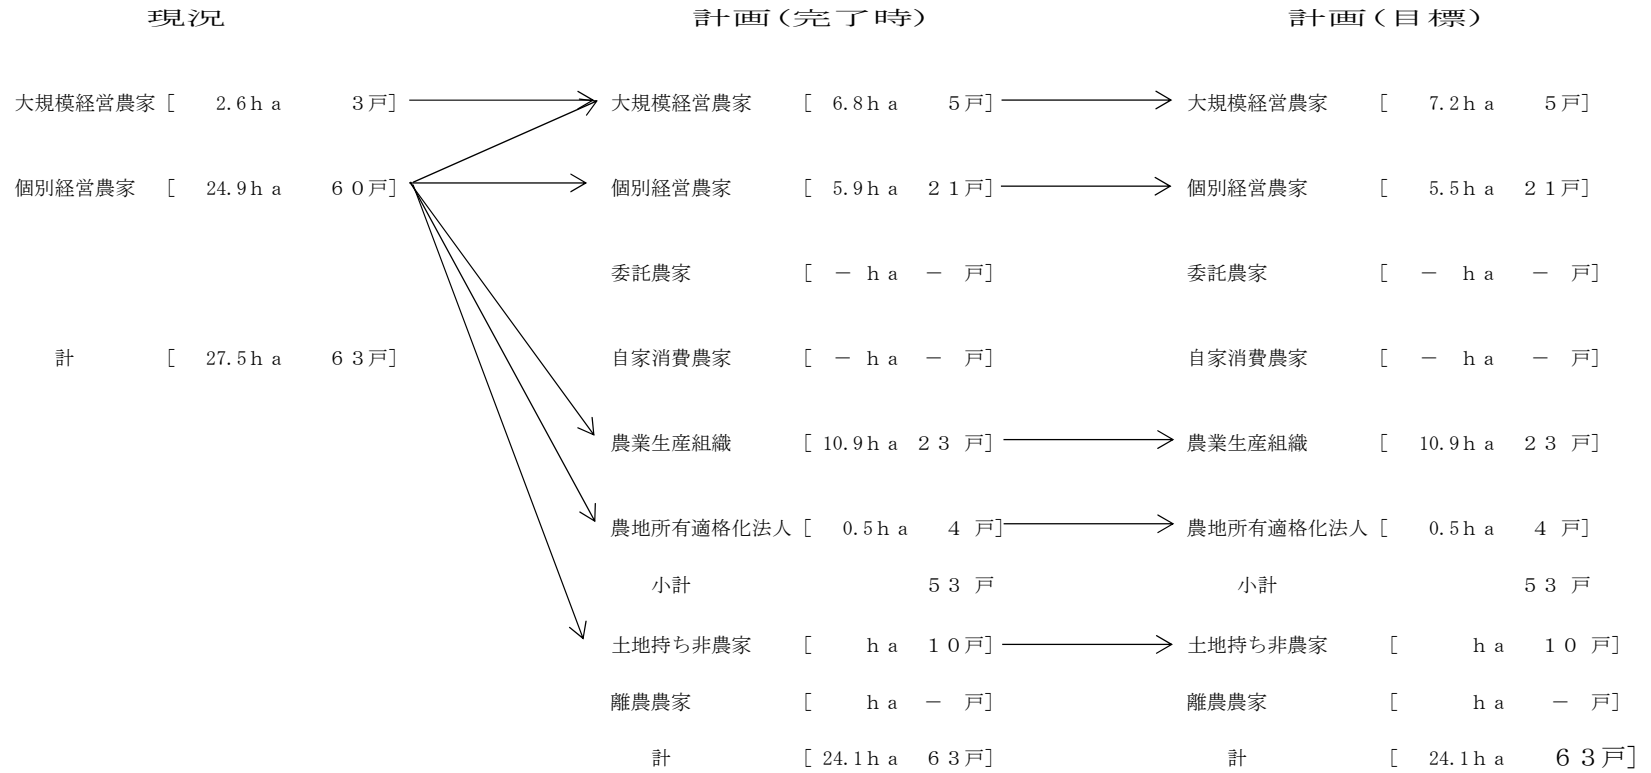 現況　計画(完了時)　計画(目標)
大規模経営農家 [ 2.6ha 3戸]　大規模経営農家 [ 6.8ha 5戸]　大規模経営農家 [ 7.2ha 5戸]
個別経営農家 [ 24.9ha 60戸]　個別経営農家 [ 5.9ha 21戸]　個別経営農家 [ 5.5ha 21戸]
委託農家 [ － ha － 戸]　委託農家 [ － ha － 戸]
計 [ 27.5ha 63戸]　自家消費農家 [ － ha － 戸]　自家消費農家 [ － ha － 戸]
農業生産組織 [ 10.9ha 23 戸]　農業生産組織 [ 10.9ha 23 戸]
農地所有適格化法人 [ 0.5ha 4 戸]　農地所有適格化法人 [ 0.5ha 4 戸]
小計 53 戸　小計 53 戸
土地持ち非農家 [ ha 10戸]　土地持ち非農家 [ ha 10 戸]
離農農家 [ ha － 戸]　離農農家 [ ha － 戸]
計 [ 24.1ha 63戸]　計 [ 24.1ha 63戸]